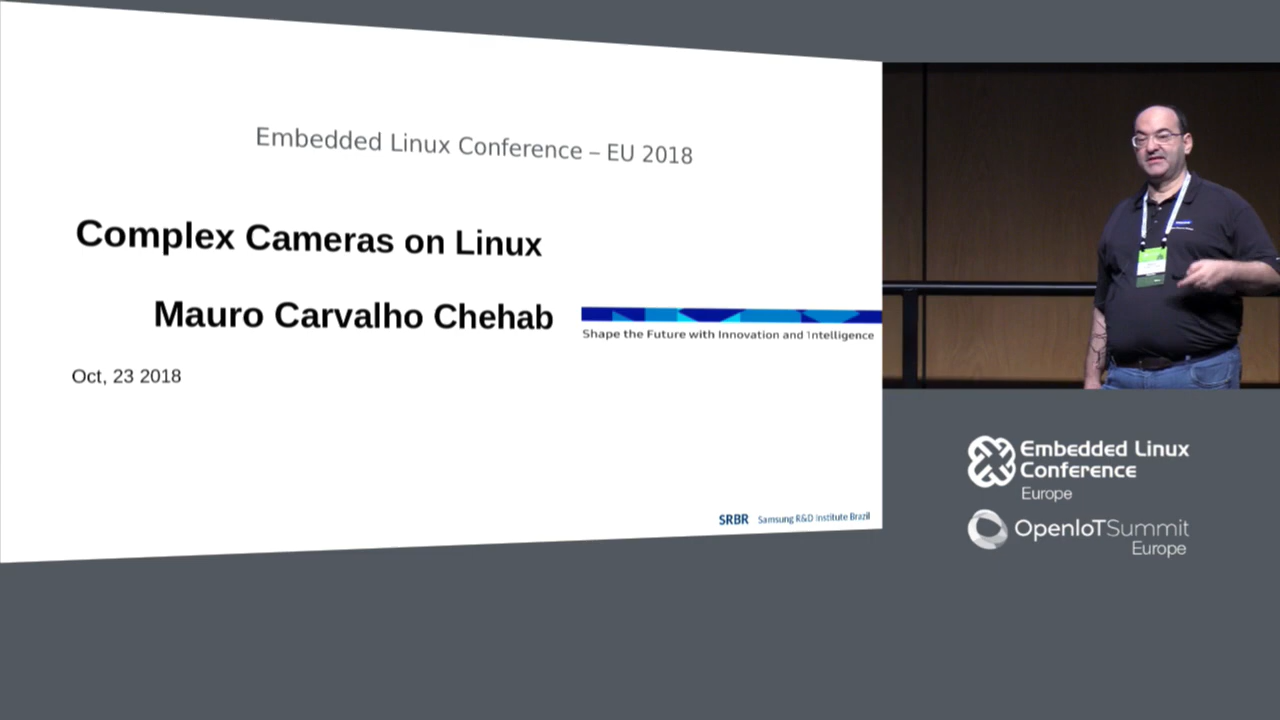 Embedded Linux Conference – EU 2018
Complex Cameras on Linux
Mauro Carvalho Chehab
Shape the Future with Innovation and Intelligence
Oct, 23 2018
SRBR Samsung R&D Institute Brazil
Embedded Linux
Conference
Europe
OpenIoTSummit
Europe